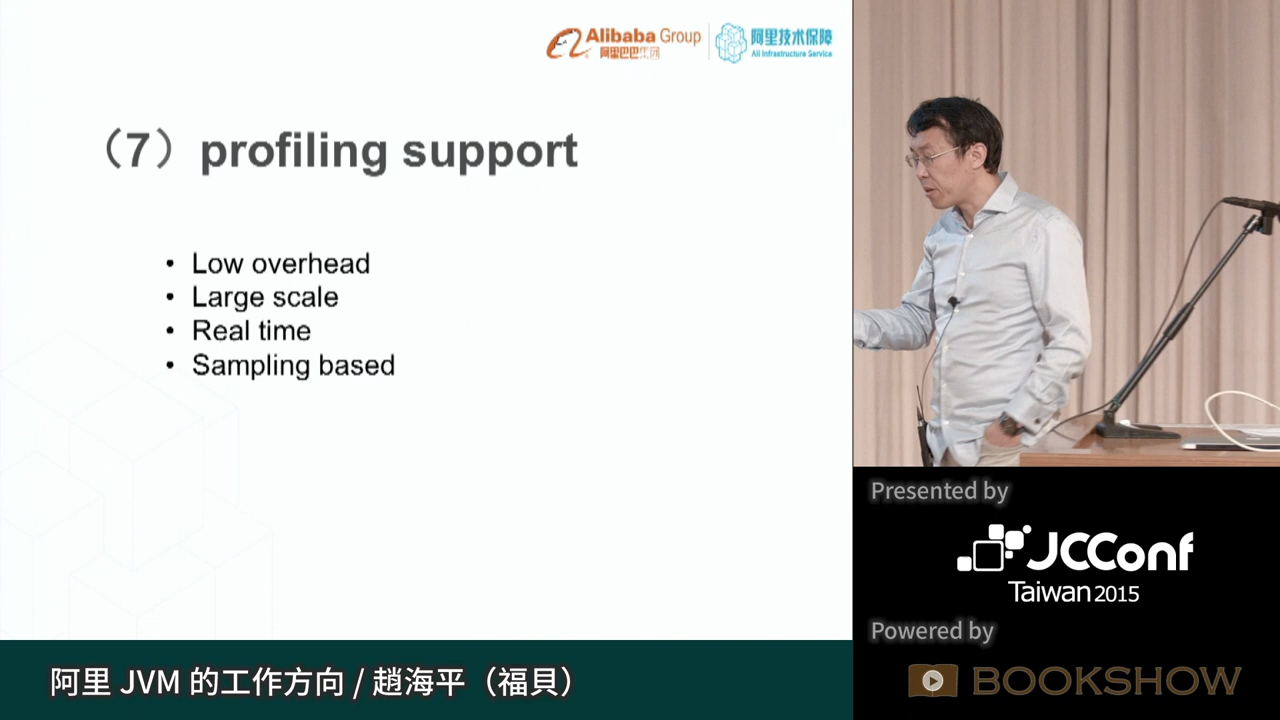 Alibaba Group
阿里巴巴集团
阿里技术保障
Ali Infrastructure Service
（7）profiling support
• Low overhead
• Large scale
• Real time
• Sampling based
Presented by
JCConf
Taiwan 2015
Powered by
BOOKSHOW
阿里 JVM 的工作方向 / 趙海平（福貝）